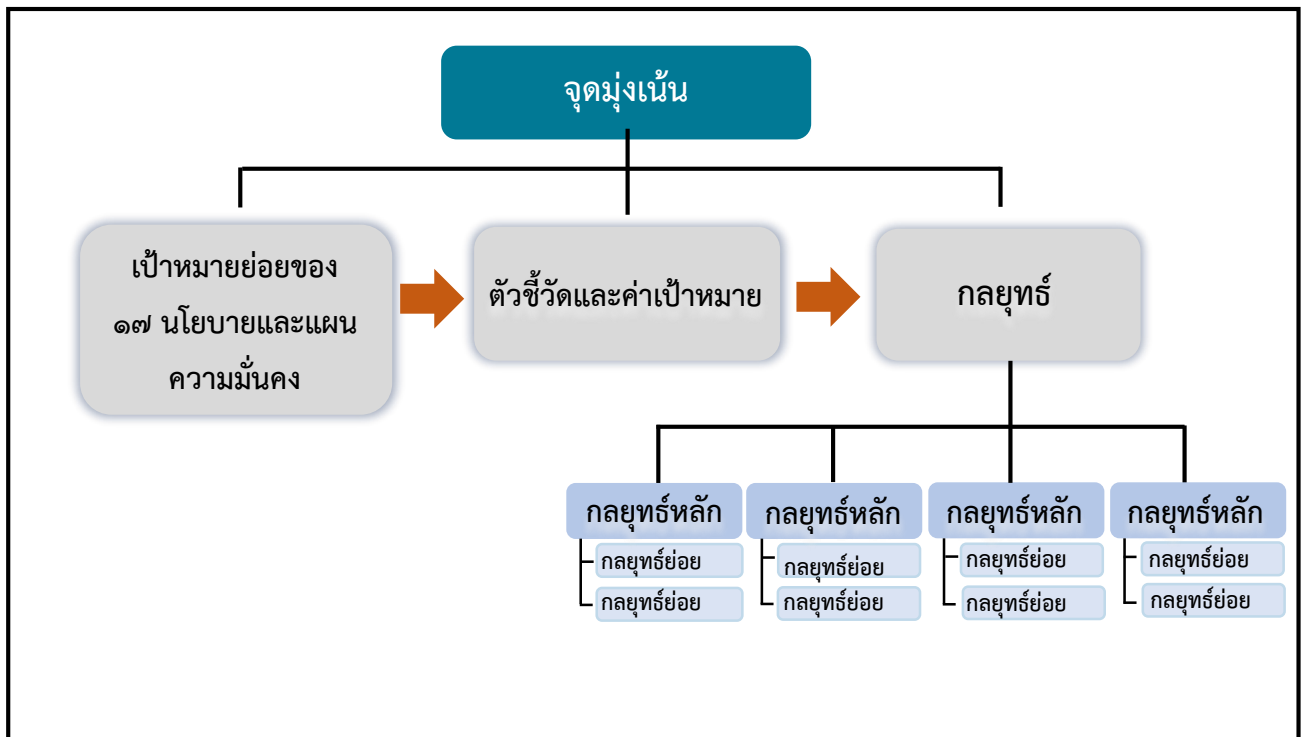 จุดมุ่งเน้น
เป้าหมายย่อยของ
๑๗ นโยบายและแผน
ความมั่นคง
ตัวชี้วัดและค่าเป้าหมาย
กลยุทธ์
กลยุทธ์หลัก
กลยุทธ์ย่อย
กลยุทธ์ย่อย
กลยุทธ์หลัก
กลยุทธ์ย่อย
กลยุทธ์ย่อย
กลยุทธ์หลัก
กลยุทธ์ย่อย
กลยุทธ์ย่อย
กลยุทธ์หลัก
กลยุทธ์ย่อย
กลยุทธ์ย่อย